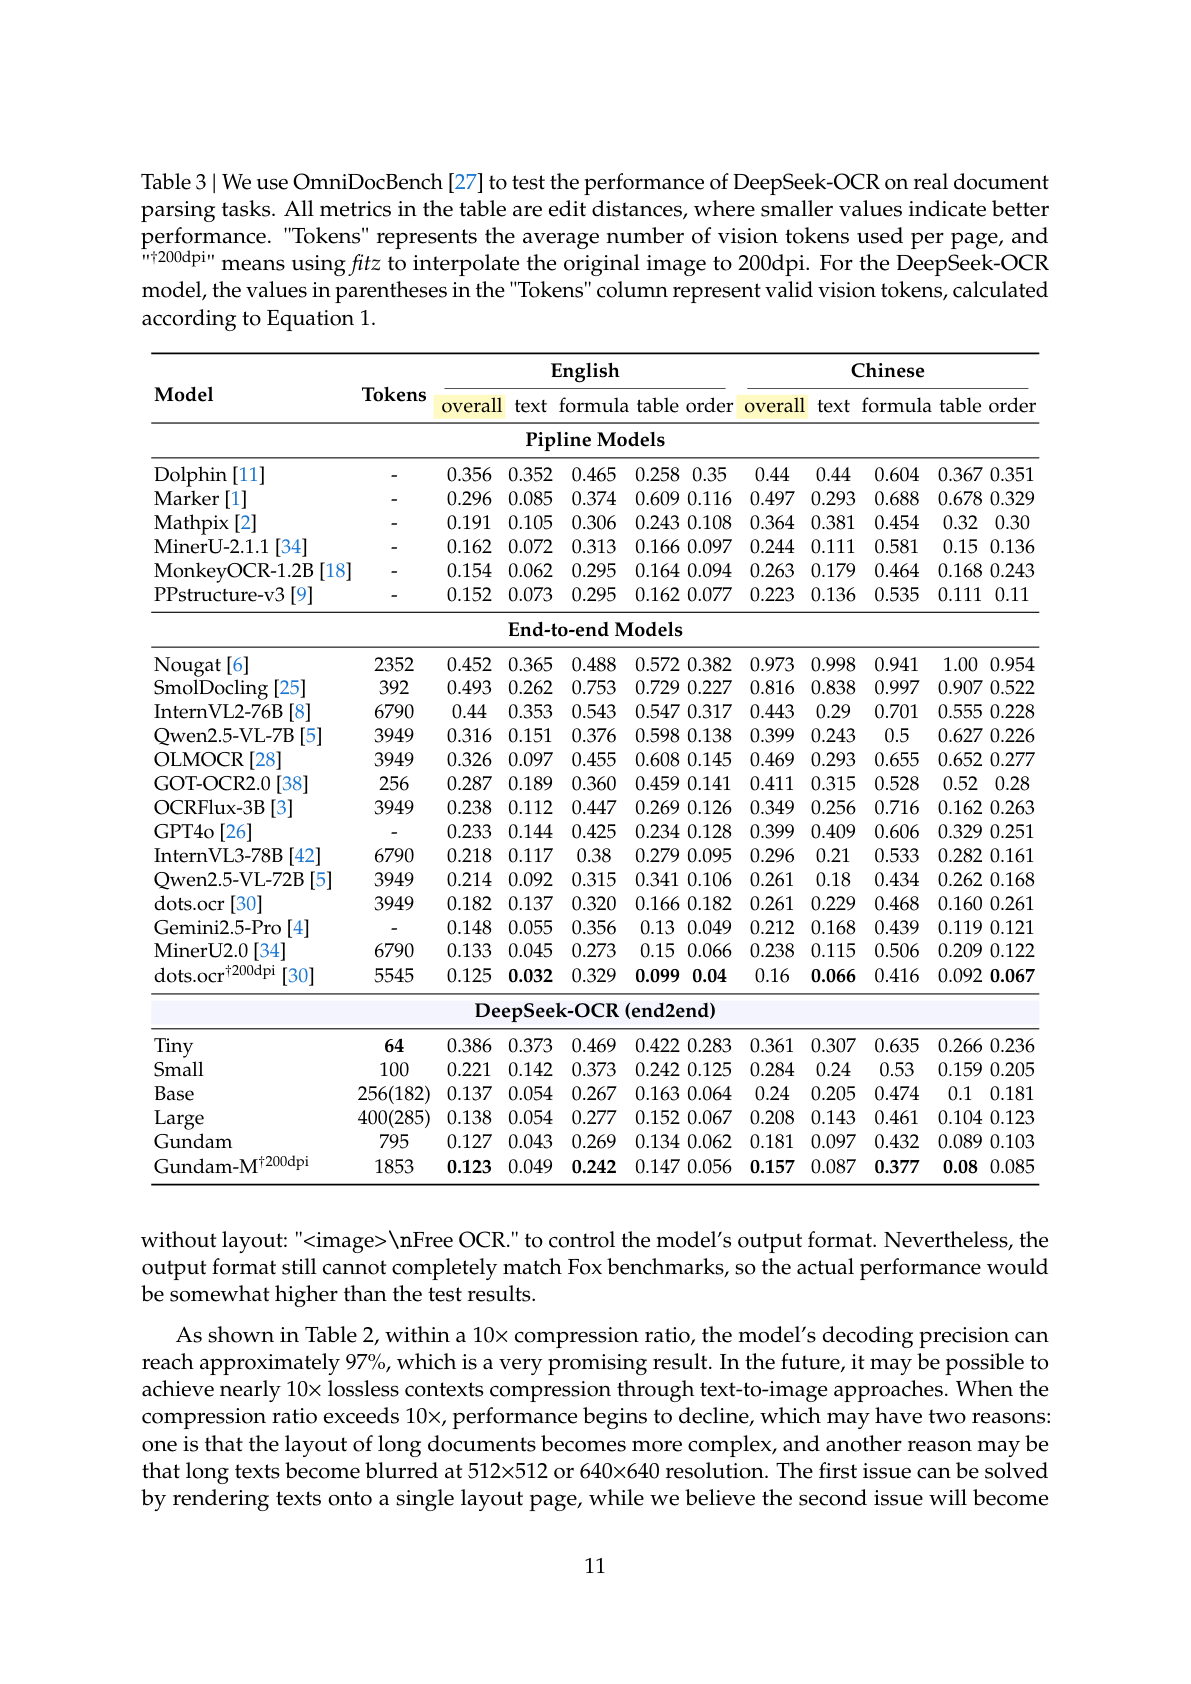 Table 3 | We use OmniDocBench [27] to test the performance of DeepSeek-OCR on real document
parsing tasks. All metrics in the table are edit distances, where smaller values indicate better
performance. "Tokens" represents the average number of vision tokens used per page, and
"†200dpi" means using fitz to interpolate the original image to 200dpi. For the DeepSeek-OCR
model, the values in parentheses in the "Tokens" column represent valid vision tokens, calculated
according to Equation 1.
Model Tokens English Chinese
overall text formula table order overall text formula table order
Pipline Models
Dolphin [11] - 0.356 0.352 0.465 0.258 0.35 0.44 0.44 0.604 0.367 0.351
Marker [1] - 0.296 0.085 0.374 0.609 0.116 0.497 0.293 0.688 0.678 0.329
Mathpix [2] - 0.191 0.105 0.306 0.243 0.108 0.364 0.381 0.454 0.32 0.30
MinerU-2.1.1 [34] - 0.162 0.072 0.313 0.166 0.097 0.244 0.111 0.581 0.15 0.136
MonkeyOCR-1.2B [18] - 0.154 0.062 0.295 0.164 0.094 0.263 0.179 0.464 0.168 0.243
PPstructure-v3 [9] - 0.152 0.073 0.295 0.162 0.077 0.223 0.136 0.535 0.111 0.11
End-to-end Models
Nougat [6] 2352 0.452 0.365 0.488 0.572 0.382 0.973 0.998 0.941 1.00 0.954
SmolDocling [25] 392 0.493 0.262 0.753 0.729 0.227 0.816 0.838 0.997 0.907 0.522
InternVL2-76B [8] 6790 0.44 0.353 0.543 0.547 0.317 0.443 0.29 0.701 0.555 0.228
Qwen2.5-VL-7B [5] 3949 0.316 0.151 0.376 0.598 0.138 0.399 0.243 0.5 0.627 0.226
OLMOCR [28] 3949 0.326 0.097 0.455 0.608 0.145 0.469 0.293 0.655 0.652 0.277
GOT-OCR2.0 [38] 256 0.287 0.189 0.360 0.459 0.141 0.411 0.315 0.528 0.52 0.28
OCRFlux-3B [3] 3949 0.238 0.112 0.447 0.269 0.126 0.349 0.256 0.716 0.162 0.263
GPT4o [26] - 0.233 0.144 0.425 0.234 0.128 0.399 0.409 0.606 0.329 0.251
InternVL3-78B [42] 6790 0.218 0.117 0.38 0.279 0.095 0.296 0.21 0.533 0.282 0.161
Qwen2.5-VL-72B [5] 3949 0.214 0.092 0.315 0.341 0.106 0.261 0.18 0.434 0.262 0.168
dots.ocr [30] 3949 0.182 0.137 0.320 0.166 0.182 0.261 0.229 0.468 0.160 0.261
Gemini2.5-Pro [4] - 0.148 0.055 0.356 0.13 0.049 0.212 0.168 0.439 0.119 0.121
MinerU2.0 [34] 6790 0.133 0.045 0.273 0.15 0.066 0.238 0.115 0.506 0.209 0.122
dots.ocr†200dpi [30] 5545 0.125 0.032 0.329 0.099 0.04 0.16 0.066 0.416 0.092 0.067
DeepSeek-OCR (end2end)
Tiny 64 0.386 0.373 0.469 0.422 0.283 0.361 0.307 0.635 0.266 0.236
Small 100 0.221 0.142 0.373 0.242 0.125 0.284 0.24 0.53 0.159 0.205
Base 256(182) 0.137 0.054 0.267 0.163 0.064 0.24 0.205 0.474 0.1 0.181
Large 400(285) 0.138 0.054 0.277 0.152 0.067 0.208 0.143 0.461 0.104 0.123
Gundam 795 0.127 0.043 0.269 0.134 0.062 0.181 0.097 0.432 0.089 0.103
Gundam-M†200dpi 1853 0.123 0.049 0.242 0.147 0.056 0.157 0.087 0.377 0.08 0.085
without layout: "<image>\nFree OCR." to control the model's output format. Nevertheless, the
output format still cannot completely match Fox benchmarks, so the actual performance would
be somewhat higher than the test results.
As shown in Table 2, within a 10× compression ratio, the model's decoding precision can
reach approximately 97%, which is a very promising result. In the future, it may be possible to
achieve nearly 10× lossless contexts compression through text-to-image approaches. When the
compression ratio exceeds 10×, performance begins to decline, which may have two reasons:
one is that the layout of long documents becomes more complex, and another reason may be
that long texts become blurred at 512×512 or 640×640 resolution. The first issue can be solved
by rendering texts onto a single layout page, while we believe the second issue will become
11